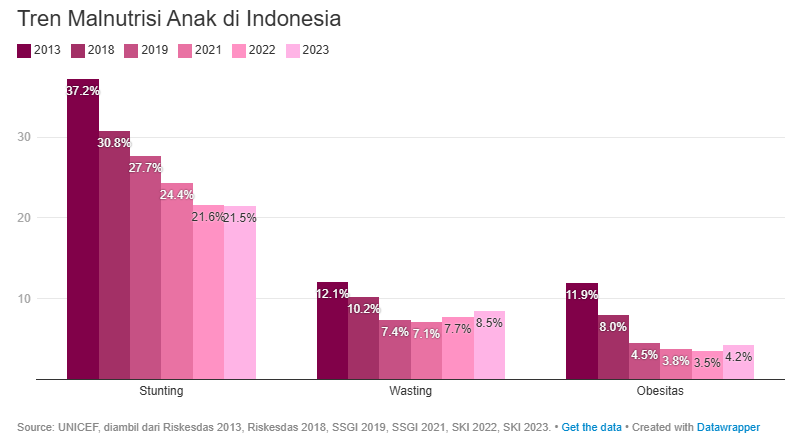 Tren Malnutrisi Anak di Indonesia
2013 2018 2019 2021 2022 2023
30
20
10
37.2% 30.8% 27.7% 24.4% 21.6% 21.5%
12.1% 10.2% 7.4% 7.1% 7.7% 8.5%
11.9% 8.0% 4.5% 3.8% 3.5% 4.2%
Stunting Wasting Obesitas
Source: UNICEF, diambil dari Riskesdas 2013, Riskesdas 2018, SSGI 2019, SSGI 2021, SKI 2022, SKI 2023. • Get the data • Created with Datawrapper